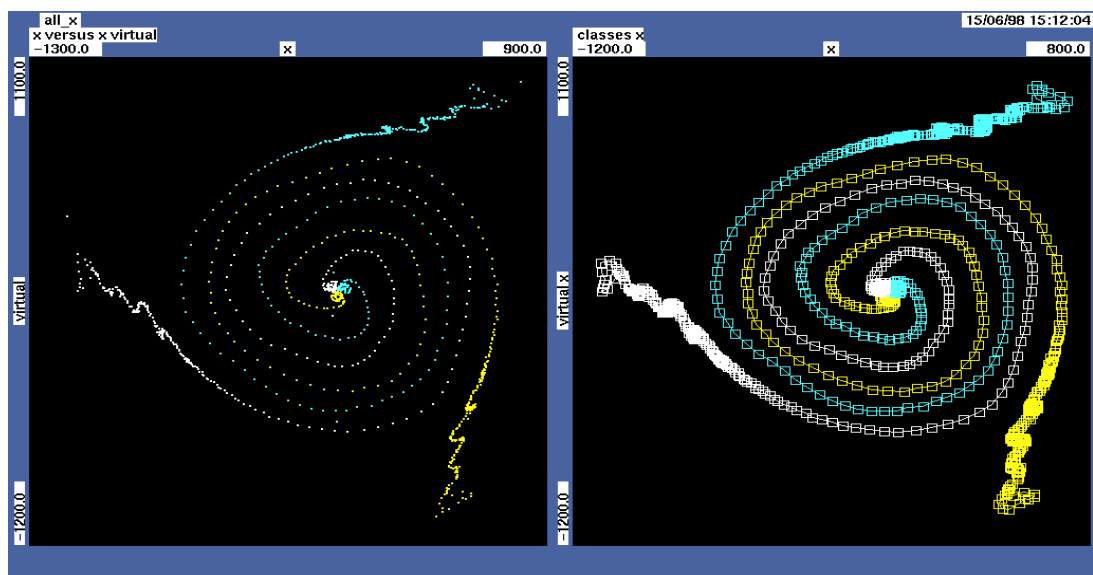 all_x
15/06/98 15:12:04
x versus x virtual
-1300.0
x
900.0
1100.0
virtual
-1200.0
classes x
-1200.0
x
800.0
1100.0
virtual x
-1200.0